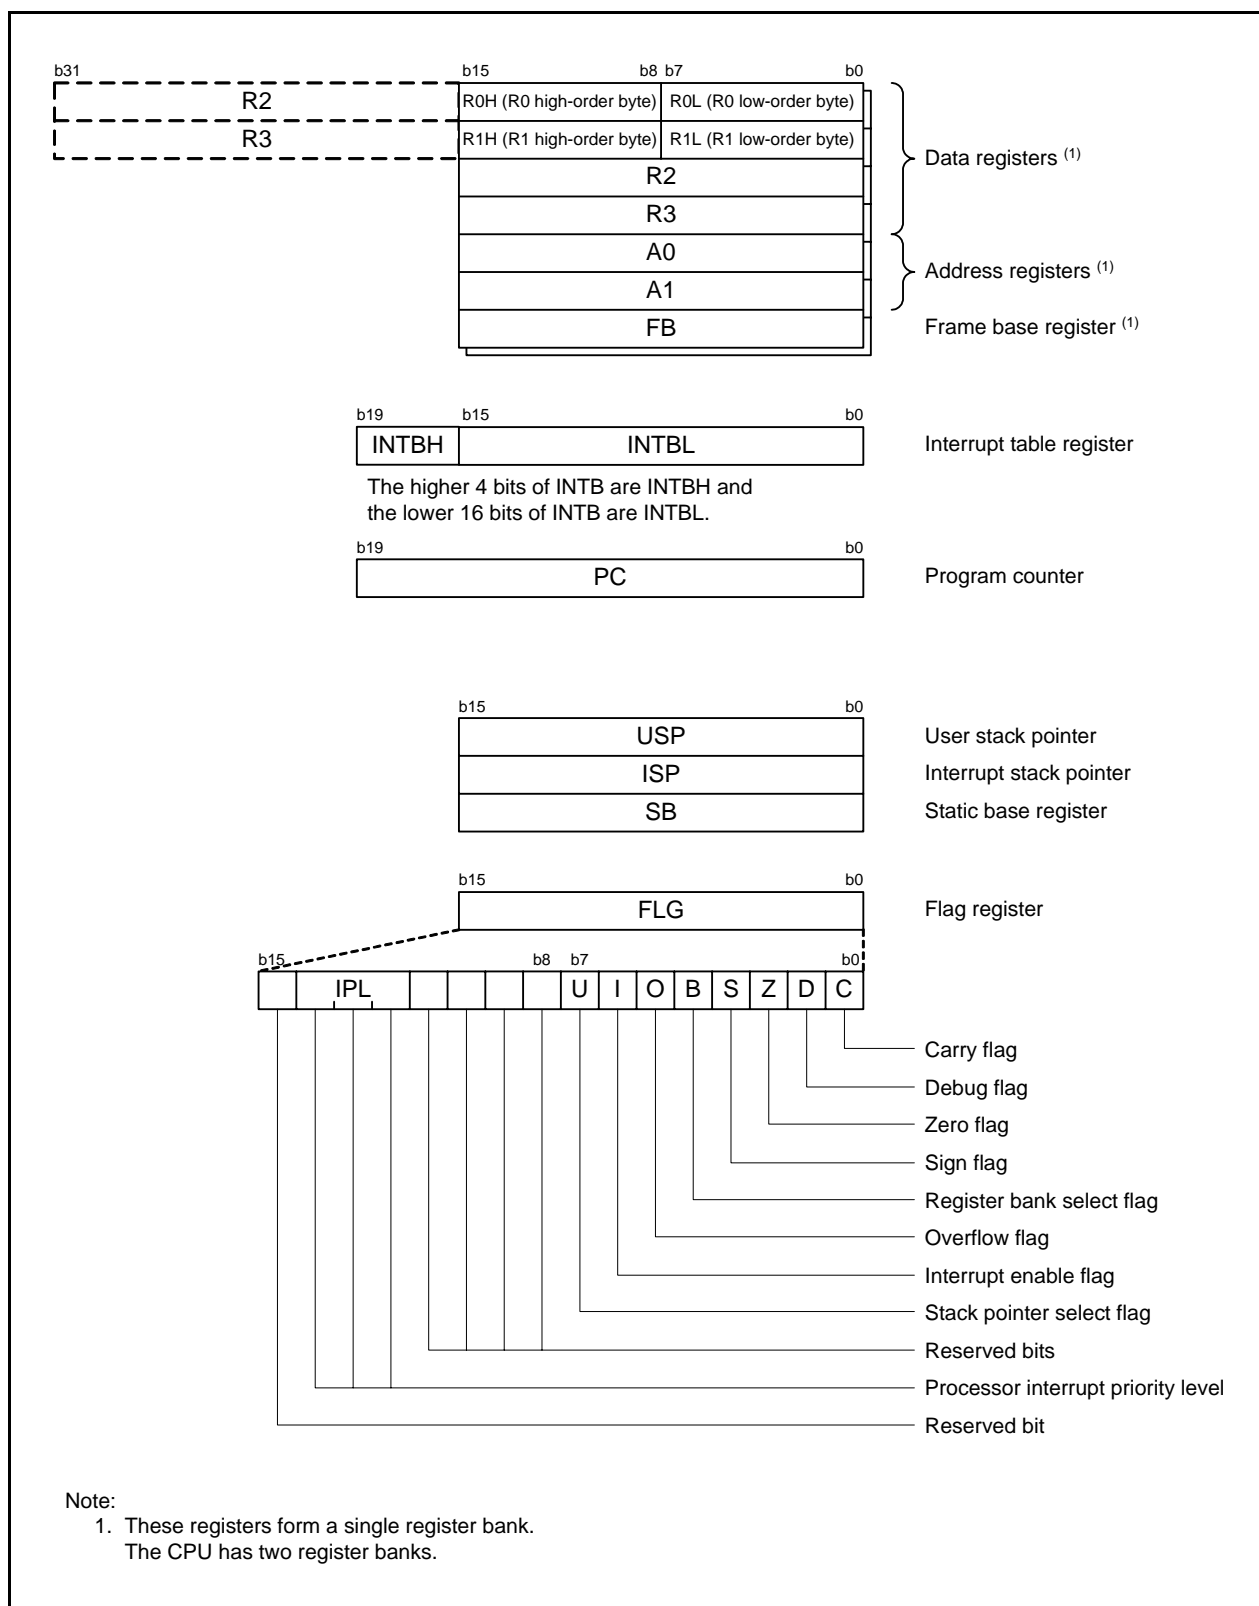 b31 b15 b8 b7 b0
R2 R0H (R0 high-order byte) R0L (R0 low-order byte)
R3 R1H (R1 high-order byte) R1L (R1 low-order byte)
Data registers (1)
R2
R3
A0
Address registers (1)
A1
FB Frame base register (1)
b19 b15 b0
INTBH INTBL Interrupt table register
The higher 4 bits of INTB are INTBH and
the lower 16 bits of INTB are INTBL.
b19 b0
PC Program counter
b15 b0
USP User stack pointer
ISP Interrupt stack pointer
SB Static base register
b15 b0
FLG Flag register
b15 b8 b7 b0
IPL U I O B S Z D C
Carry flag
Debug flag
Zero flag
Sign flag
Register bank select flag
Overflow flag
Interrupt enable flag
Stack pointer select flag
Reserved bits
Processor interrupt priority level
Reserved bit
Note:
1. These registers form a single register bank.
The CPU has two register banks.